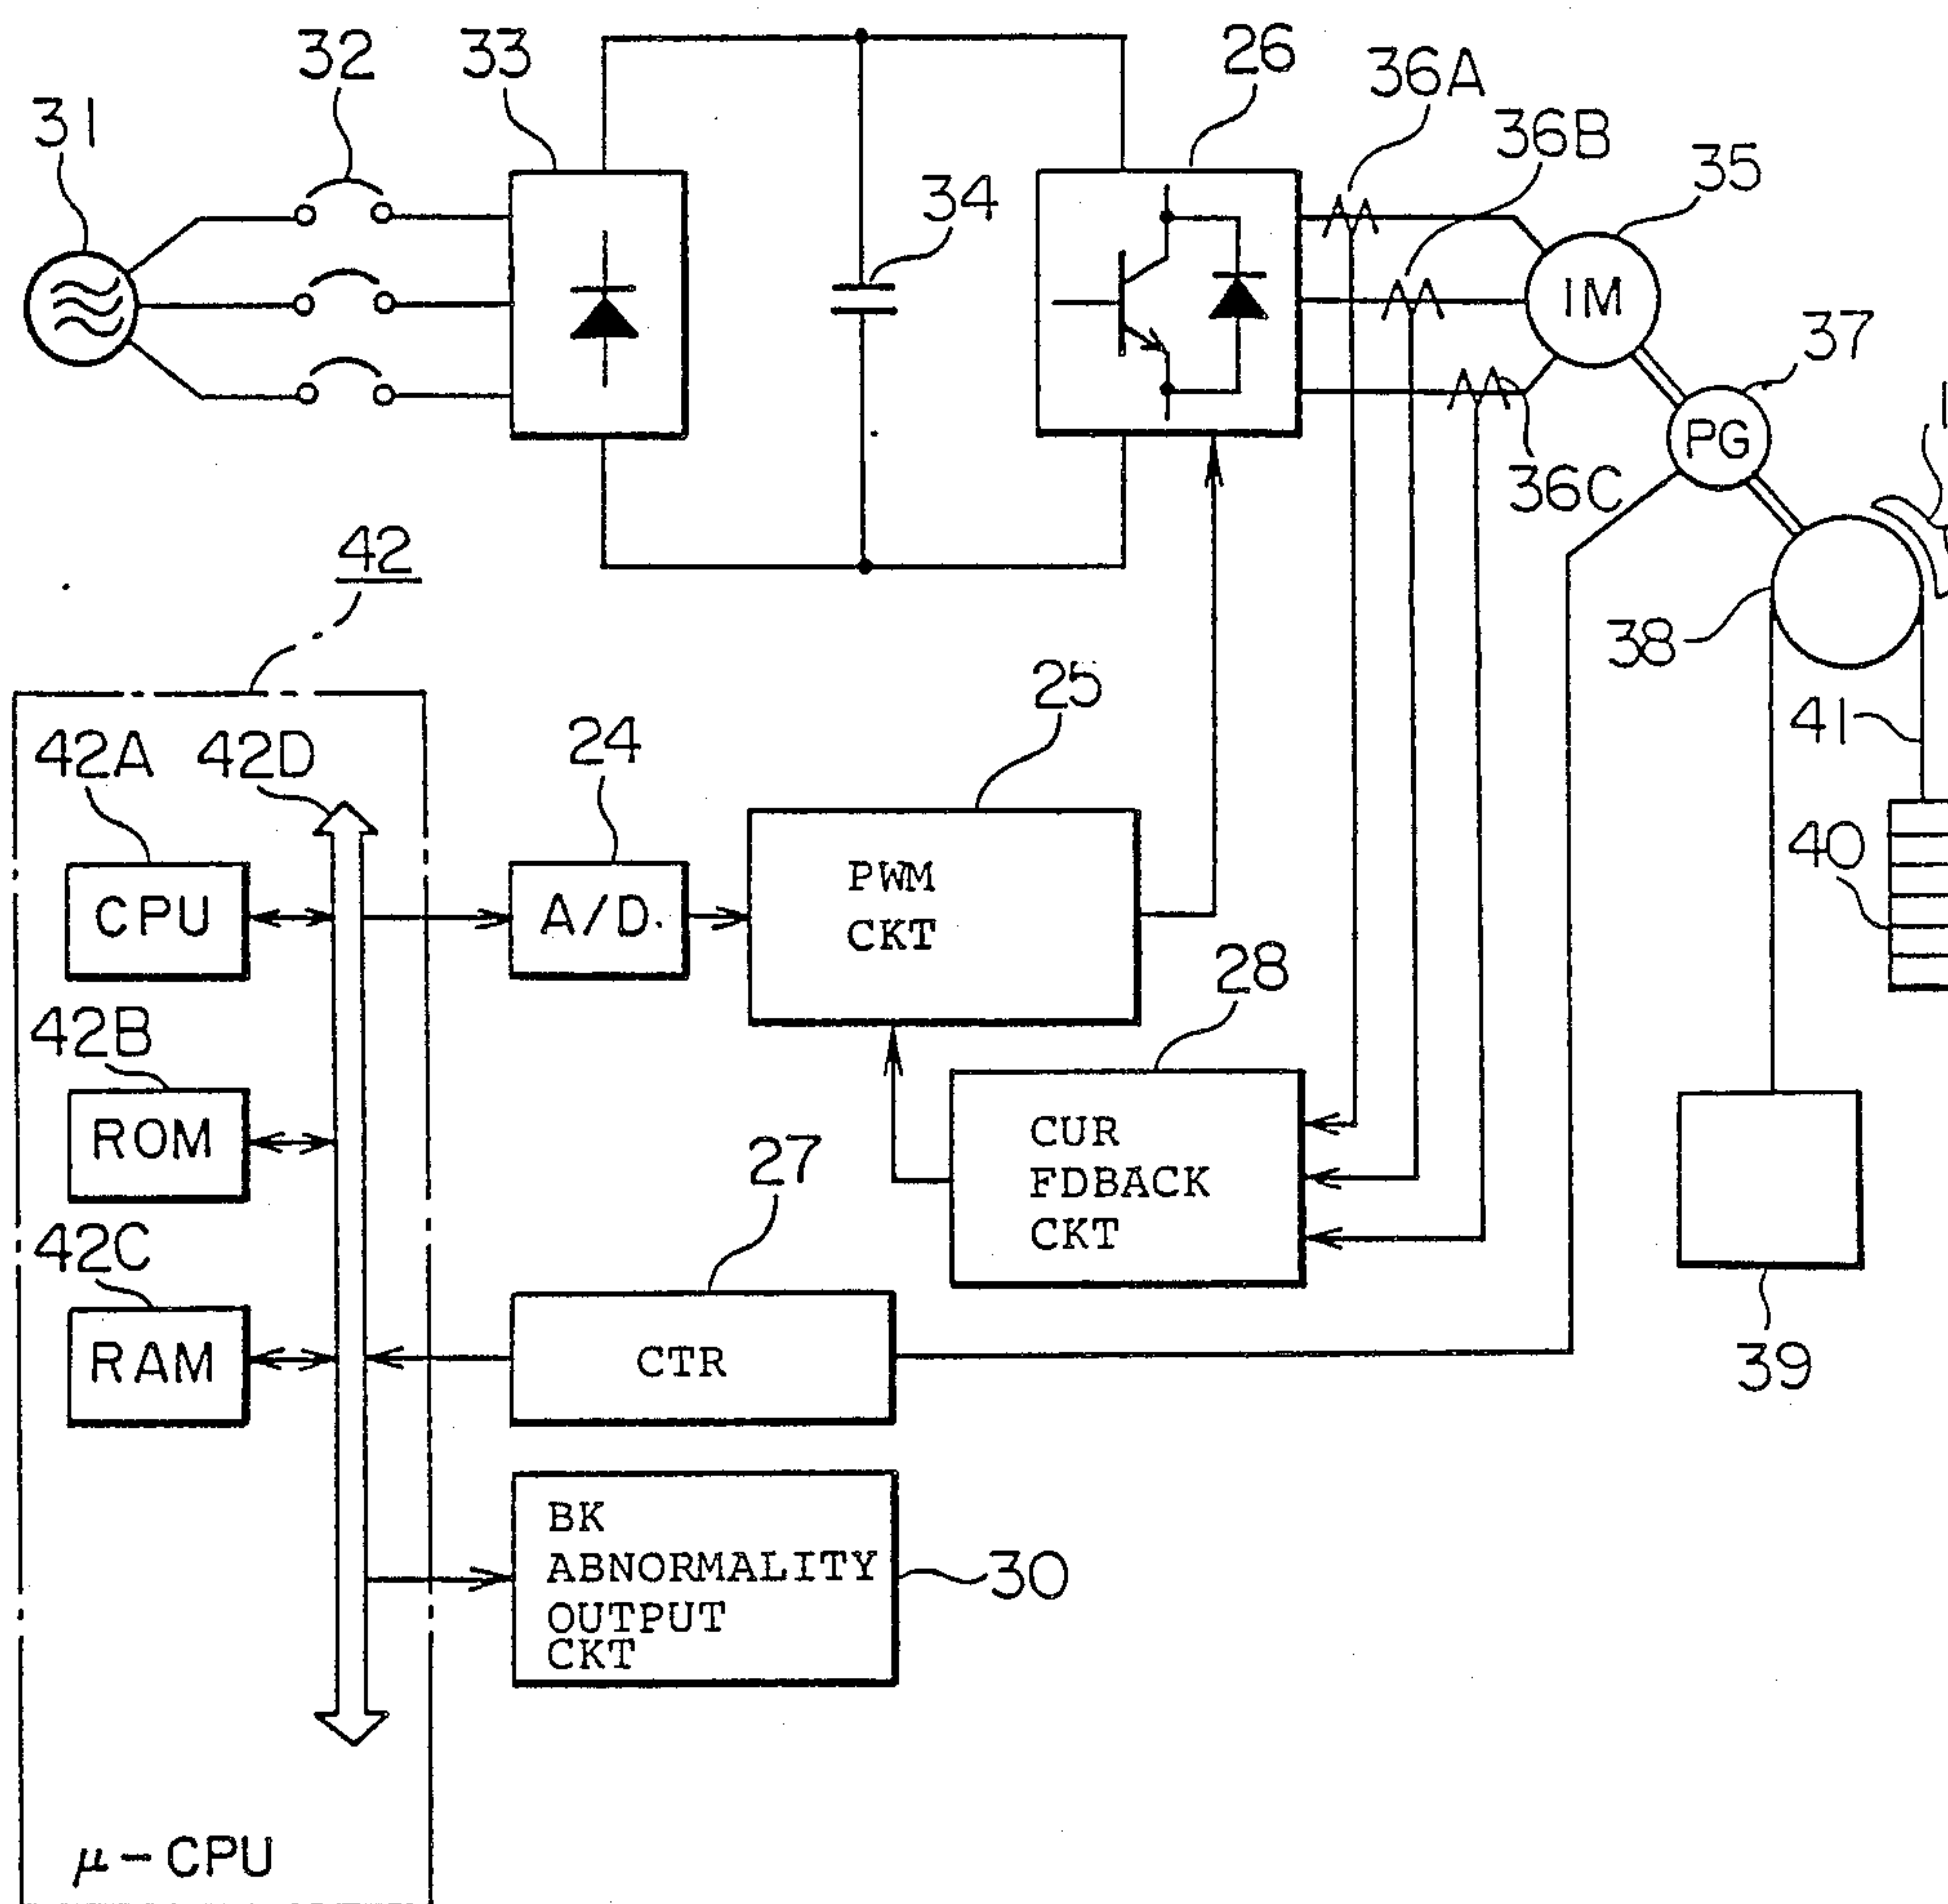 32
33
26
36A
36B
31
35
34
IM
37
PG
36C
42
38
25
41
42A
42D
24
40
PWM
CKT
CPU
A/D.
28
42B
CUR
FDBACK
CKT
ROM
27
42C
39
CTR
RAM
BK
ABNORMALITY
OUTPUT
CKT
30
μ-CPU